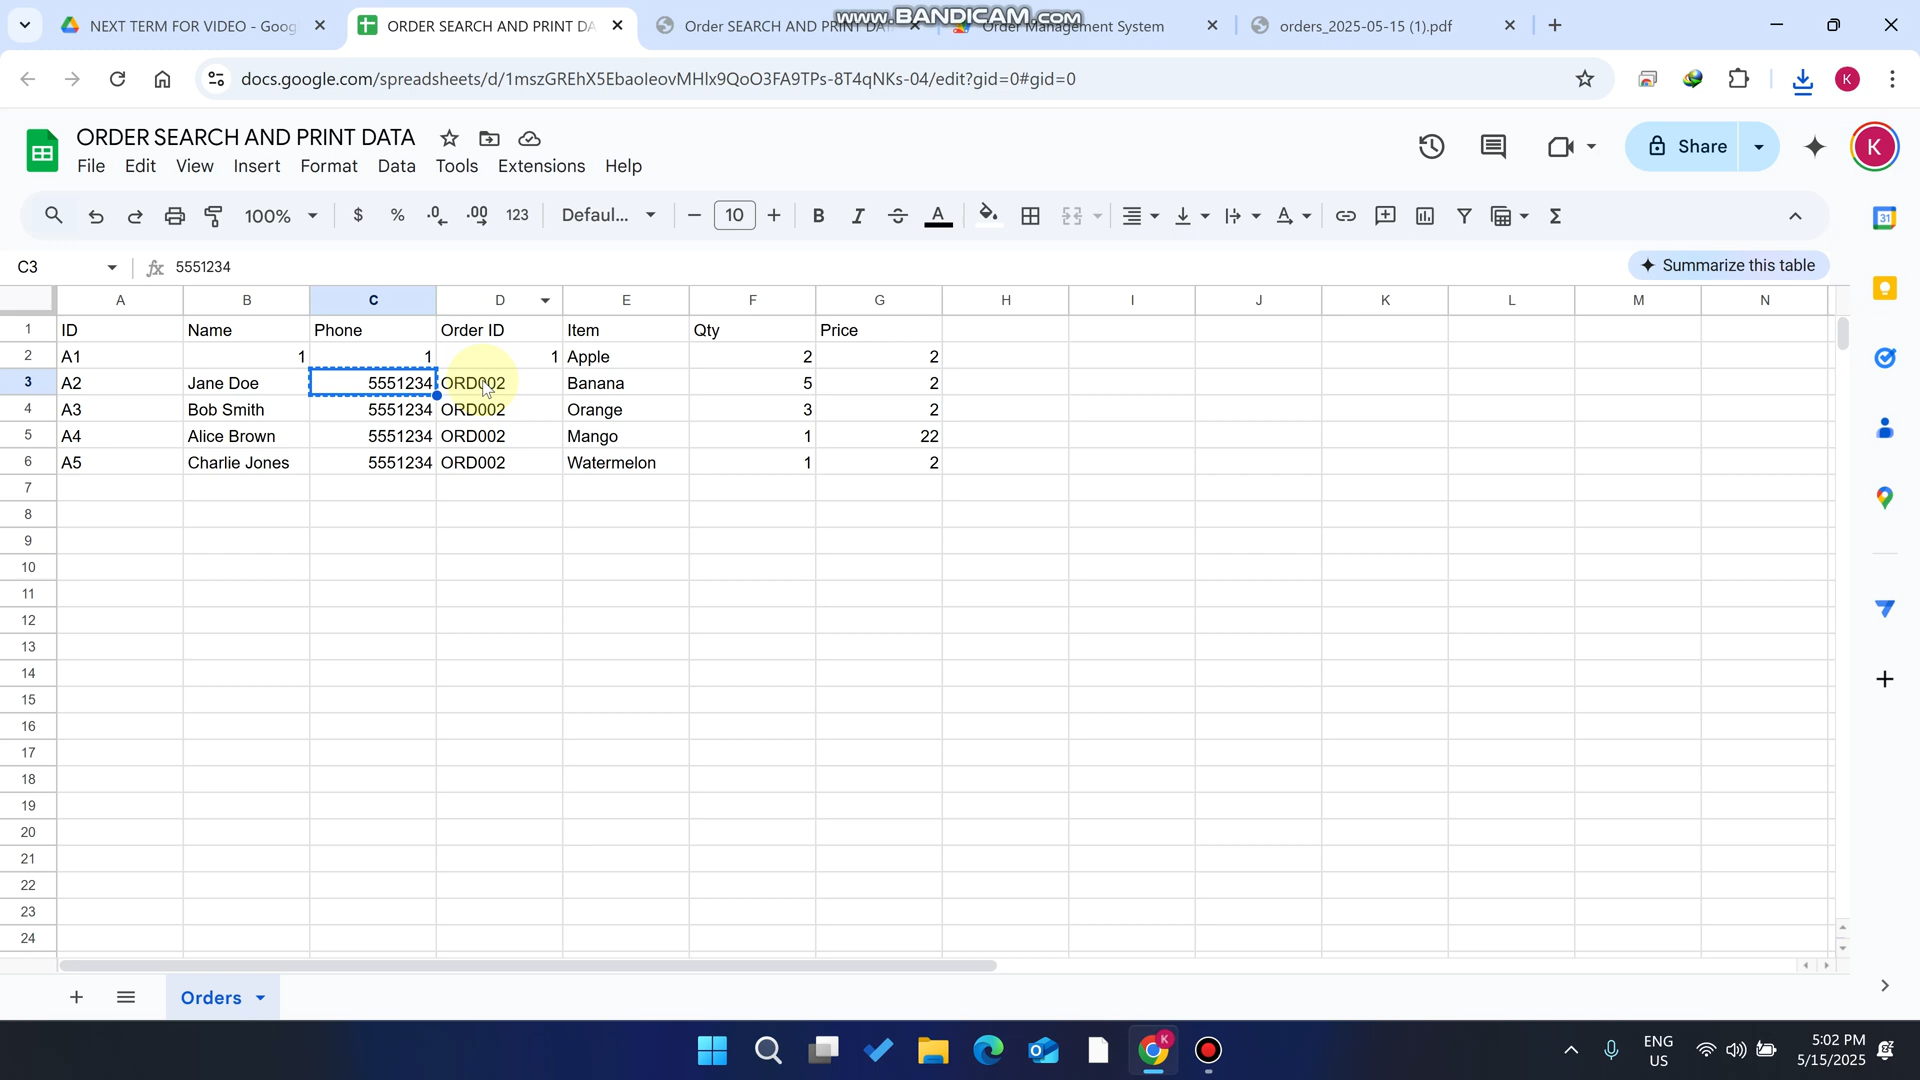 NEXT TERM FOR VIDEO - Goog
ORDER SEARCH AND PRINT DA
Order SEARCH AND PRINT DA
Order Management System
orders_2025-05-15 (1).pdf
www.BANDICAM.com
docs.google.com/spreadsheets/d/1mszGREhX5EbaoIeovMHlx9QoO3FA9TPs-8T4qNKs-04/edit?gid=0#gid=0
K
ORDER SEARCH AND PRINT DATA
File Edit View Insert Format Data Tools Extensions Help
Share
K
100% $ % .0 .00 123 Defaul... 10 B I A
31
C3 fx 5551234
Summarize this table
A B C D E F G H I J K L M N
1 ID Name Phone Order ID Item Qty Price
2 A1 1 1 1 Apple 2 2
3 A2 Jane Doe 5551234 ORD002 Banana 5 2
4 A3 Bob Smith 5551234 ORD002 Orange 3 2
5 A4 Alice Brown 5551234 ORD002 Mango 1 22
6 A5 Charlie Jones 5551234 ORD002 Watermelon 1 2
7
8
9
10
11
12
13
14
15
16
17
18
19
20
21
22
23
24
Orders
K
ENG
US
5:02 PM
5/15/2025